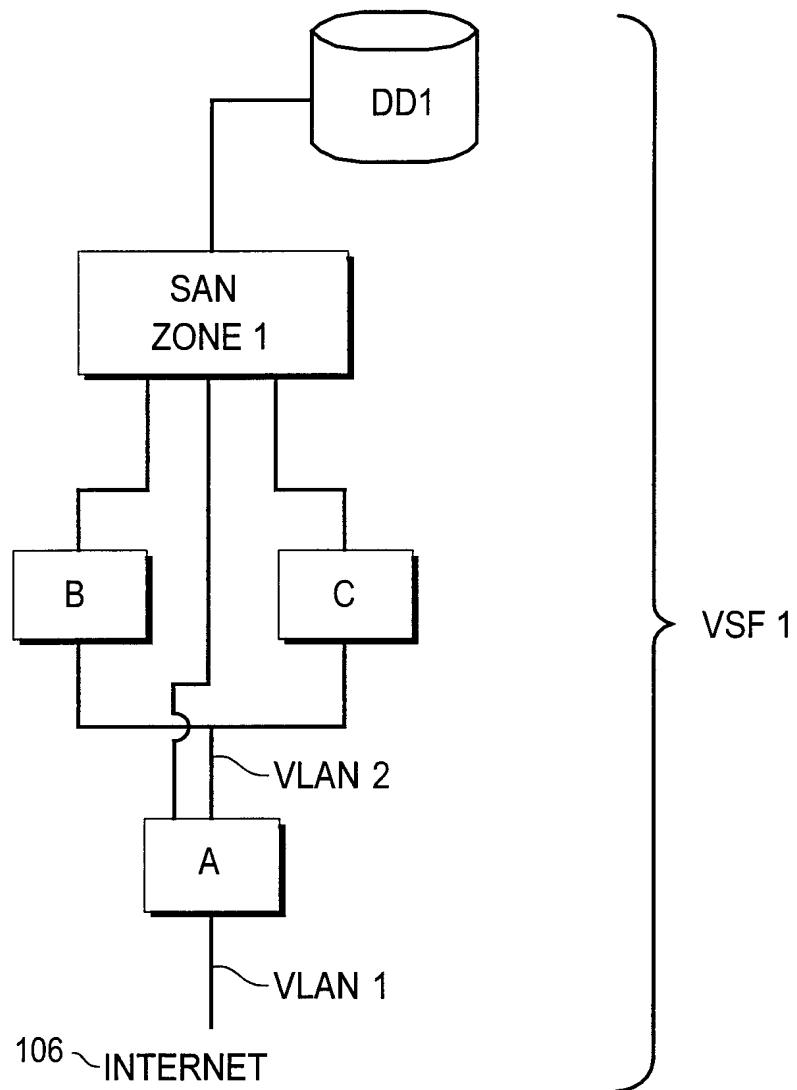 DD1
SAN
ZONE 1
B
C
VSF 1
VLAN 2
A
VLAN 1
106
INTERNET